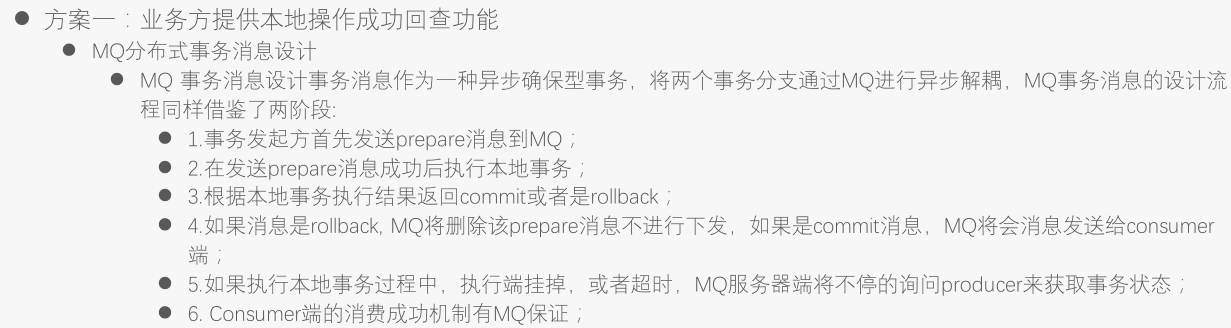 方案一：业务方提供本地操作成功回查功能
MQ分布式事务消息设计
MQ 事务消息设计事务消息作为一种异步确保型事务，将两个事务分支通过MQ进行异步解耦，MQ事务消息的设计流
程同样借鉴了两阶段:
1.事务发起方首先发送prepare消息到MQ；
2.在发送prepare消息成功后执行本地事务；
3.根据本地事务执行结果返回commit或者是rollback；
4.如果消息是rollback, MQ将删除该prepare消息不进行下发，如果是commit消息，MQ将会消息发送给consumer
端；
5.如果执行本地事务过程中，执行端挂掉，或者超时，MQ服务器端将不停的询问producer来获取事务状态；
6. Consumer端的消费成功机制有MQ保证；